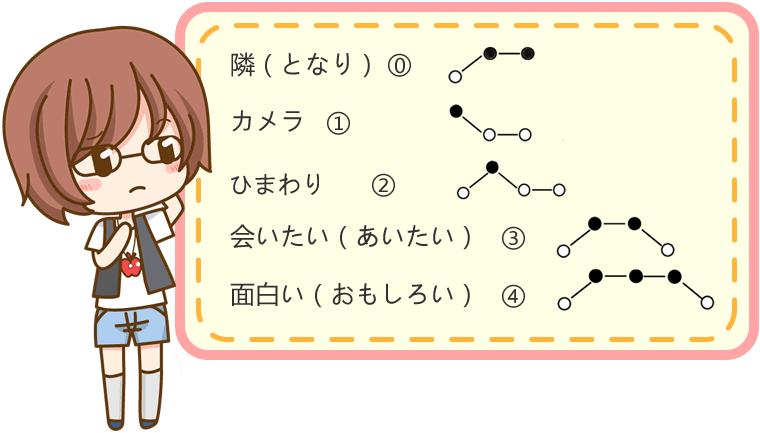 隣(となり) ⓪
カメラ ①
ひまわり ②
会いたい(あいたい) ③
面白い(おもしろい) ④